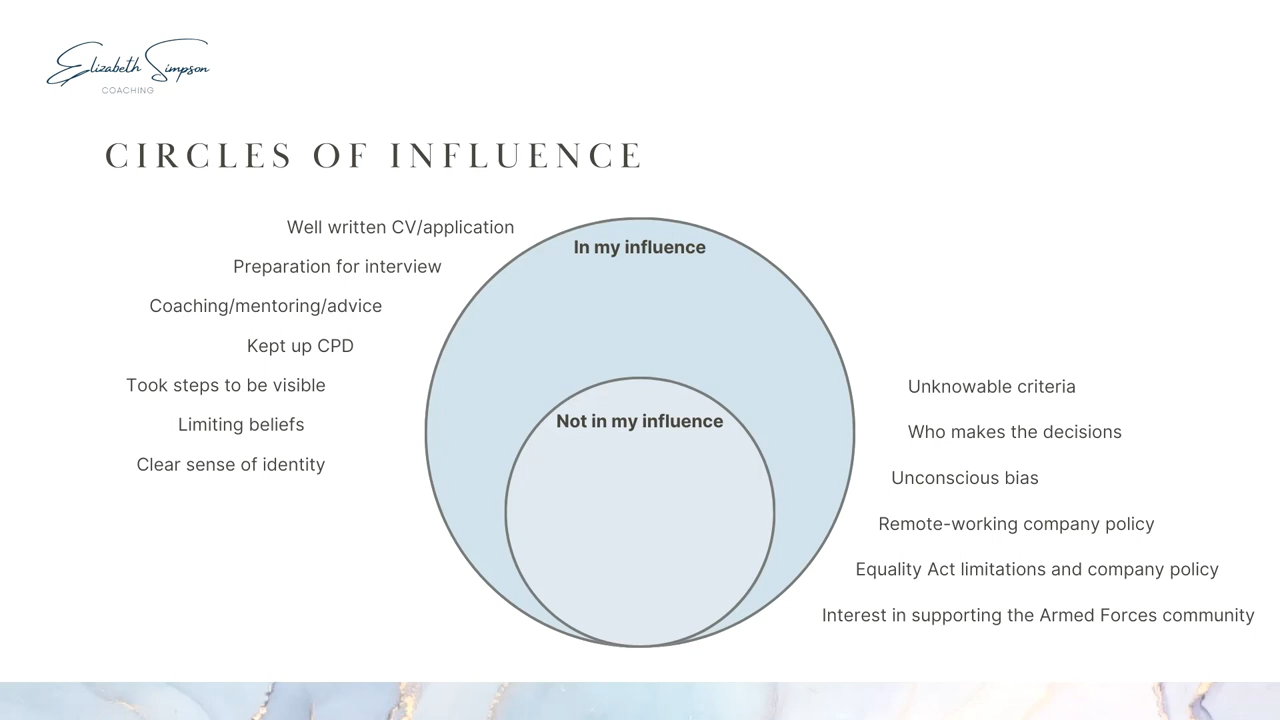 Elizabeth Simpson
COACHING
CIRCLES OF INFLUENCE
Well written CV/application
Preparation for interview
Coaching/mentoring/advice
Kept up CPD
Took steps to be visible
Limiting beliefs
Clear sense of identity
In my influence
Not in my influence
Unknowable criteria
Who makes the decisions
Unconscious bias
Remote-working company policy
Equality Act limitations and company policy
Interest in supporting the Armed Forces community